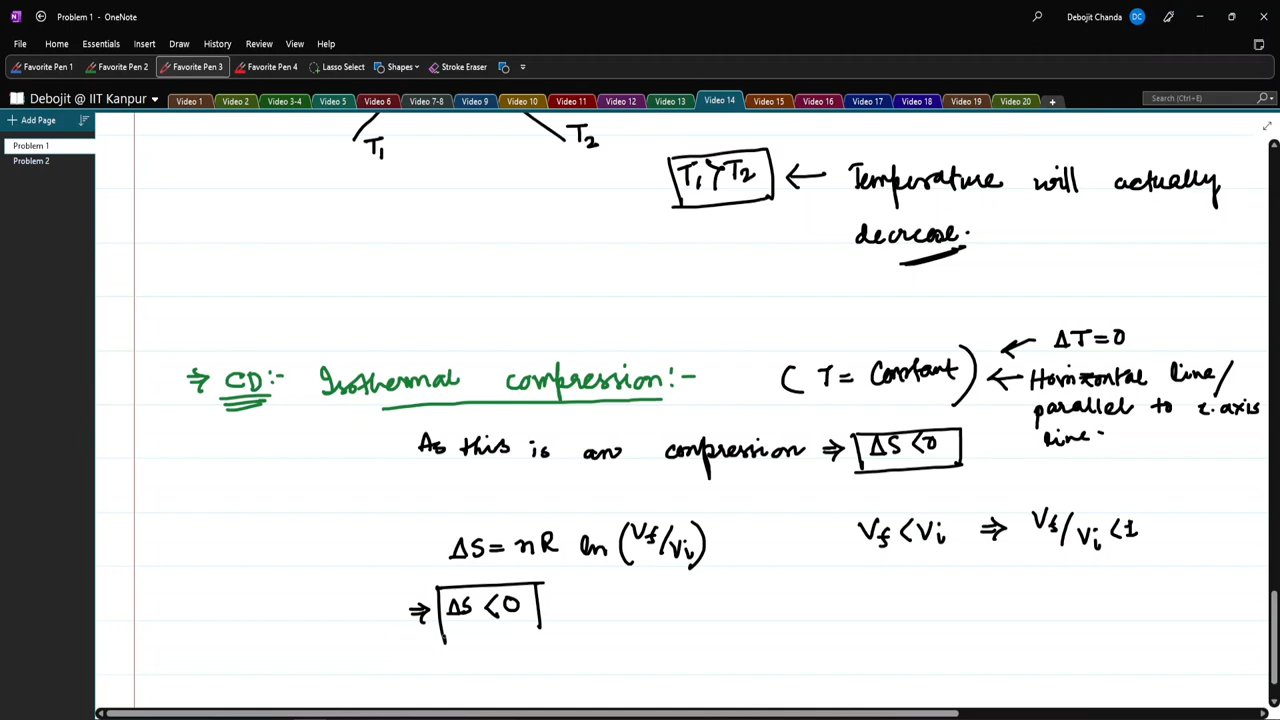 Problem 1 - OneNote
Debojit Chanda DC
File Home Essentials Insert Draw History Review View Help
Favorite Pen 1 Favorite Pen 2 Favorite Pen 3 Favorite Pen 4 Lasso Select Shapes Stroke Eraser
Debojit @ IIT Kanpur Video 1 Video 2 Video 3-4 Video 5 Video 6 Video 7-8 Video 9 Video 10 Video 11 Video 12 Video 13 Video 14 Video 15 Video 16 Video 17 Video 18 Video 19 Video 20 + Search (Ctrl+E)
+ Add Page
Problem 1
Problem 2
T₁ T₂
T₁ > T₂ ← Temperature will actually
decrease.
⇒ CD:- Isothermal compression:- (T = Constant) ← ΔT = 0
← Horizontal line/
parallel to x-axis
line.
As this is an compression ⇒ ΔS < 0
ΔS = nR ln (Vf/Vi) Vf < Vi ⇒ Vf/Vi < 1
⇒ ΔS < 0